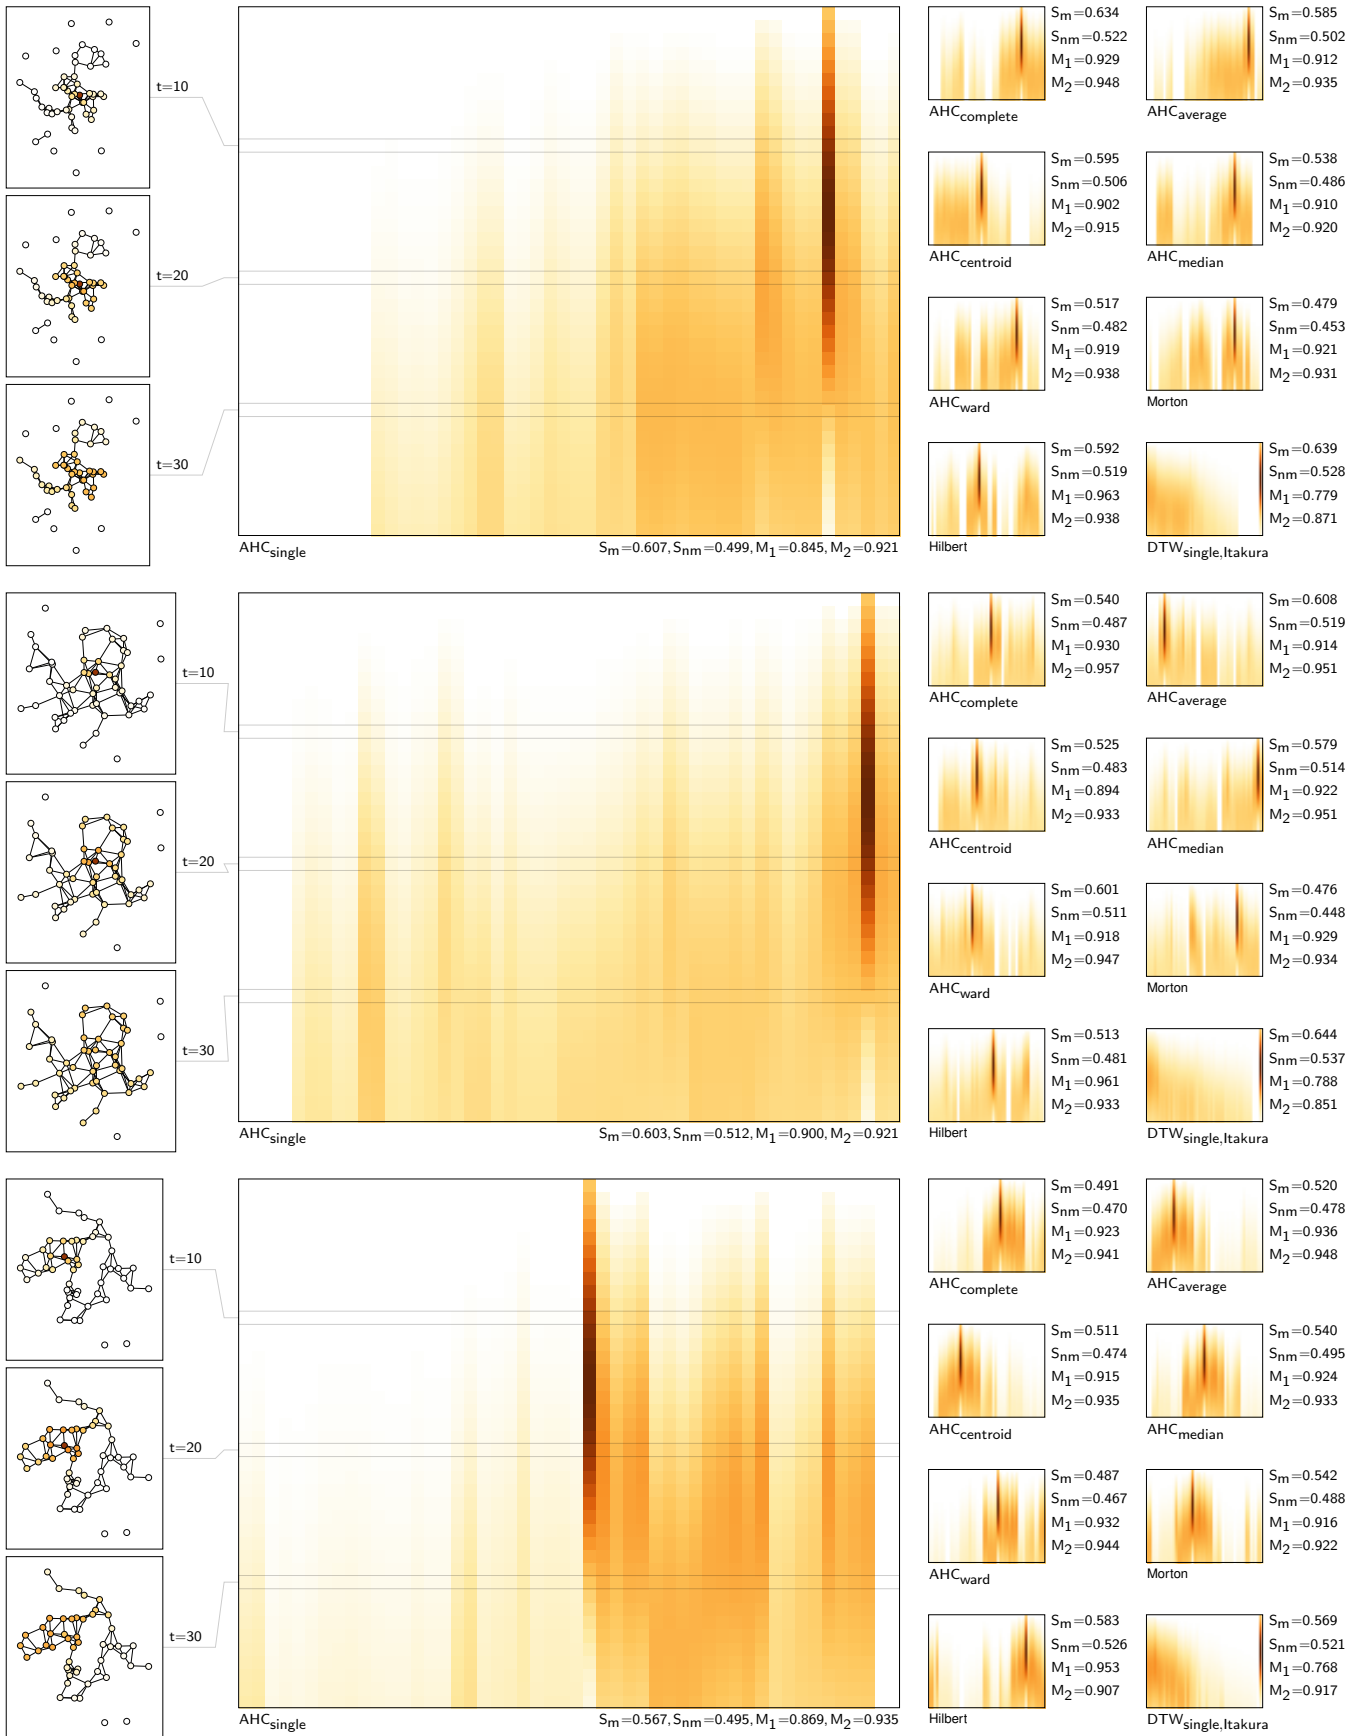 t=10
t=20
t=30
AHCsingle
Sm=0.607, Snm=0.499, M1=0.845, M2=0.921
Sm=0.634
Snm=0.522
M1=0.929
M2=0.948
AHCcomplete
Sm=0.585
Snm=0.502
M1=0.912
M2=0.935
AHCaverage
Sm=0.595
Snm=0.506
M1=0.902
M2=0.915
AHCcentroid
Sm=0.538
Snm=0.486
M1=0.910
M2=0.920
AHCmedian
Sm=0.517
Snm=0.482
M1=0.919
M2=0.938
AHCward
Sm=0.479
Snm=0.453
M1=0.921
M2=0.931
Morton
Sm=0.592
Snm=0.519
M1=0.963
M2=0.938
Hilbert
Sm=0.639
Snm=0.528
M1=0.779
M2=0.871
DTWsingle,Itakura
t=10
t=20
t=30
AHCsingle
Sm=0.603, Snm=0.512, M1=0.900, M2=0.921
Sm=0.540
Snm=0.487
M1=0.930
M2=0.957
AHCcomplete
Sm=0.608
Snm=0.519
M1=0.914
M2=0.951
AHCaverage
Sm=0.525
Snm=0.483
M1=0.894
M2=0.933
AHCcentroid
Sm=0.579
Snm=0.514
M1=0.922
M2=0.951
AHCmedian
Sm=0.601
Snm=0.511
M1=0.918
M2=0.947
AHCward
Sm=0.476
Snm=0.448
M1=0.929
M2=0.934
Morton
Sm=0.513
Snm=0.481
M1=0.961
M2=0.933
Hilbert
Sm=0.644
Snm=0.537
M1=0.788
M2=0.851
DTWsingle,Itakura
t=10
t=20
t=30
AHCsingle
Sm=0.567, Snm=0.495, M1=0.869, M2=0.935
Sm=0.491
Snm=0.470
M1=0.923
M2=0.941
AHCcomplete
Sm=0.520
Snm=0.478
M1=0.936
M2=0.948
AHCaverage
Sm=0.511
Snm=0.474
M1=0.915
M2=0.935
AHCcentroid
Sm=0.540
Snm=0.495
M1=0.924
M2=0.933
AHCmedian
Sm=0.487
Snm=0.467
M1=0.932
M2=0.944
AHCward
Sm=0.542
Snm=0.488
M1=0.916
M2=0.922
Morton
Sm=0.583
Snm=0.526
M1=0.953
M2=0.907
Hilbert
Sm=0.569
Snm=0.521
M1=0.768
M2=0.917
DTWsingle,Itakura